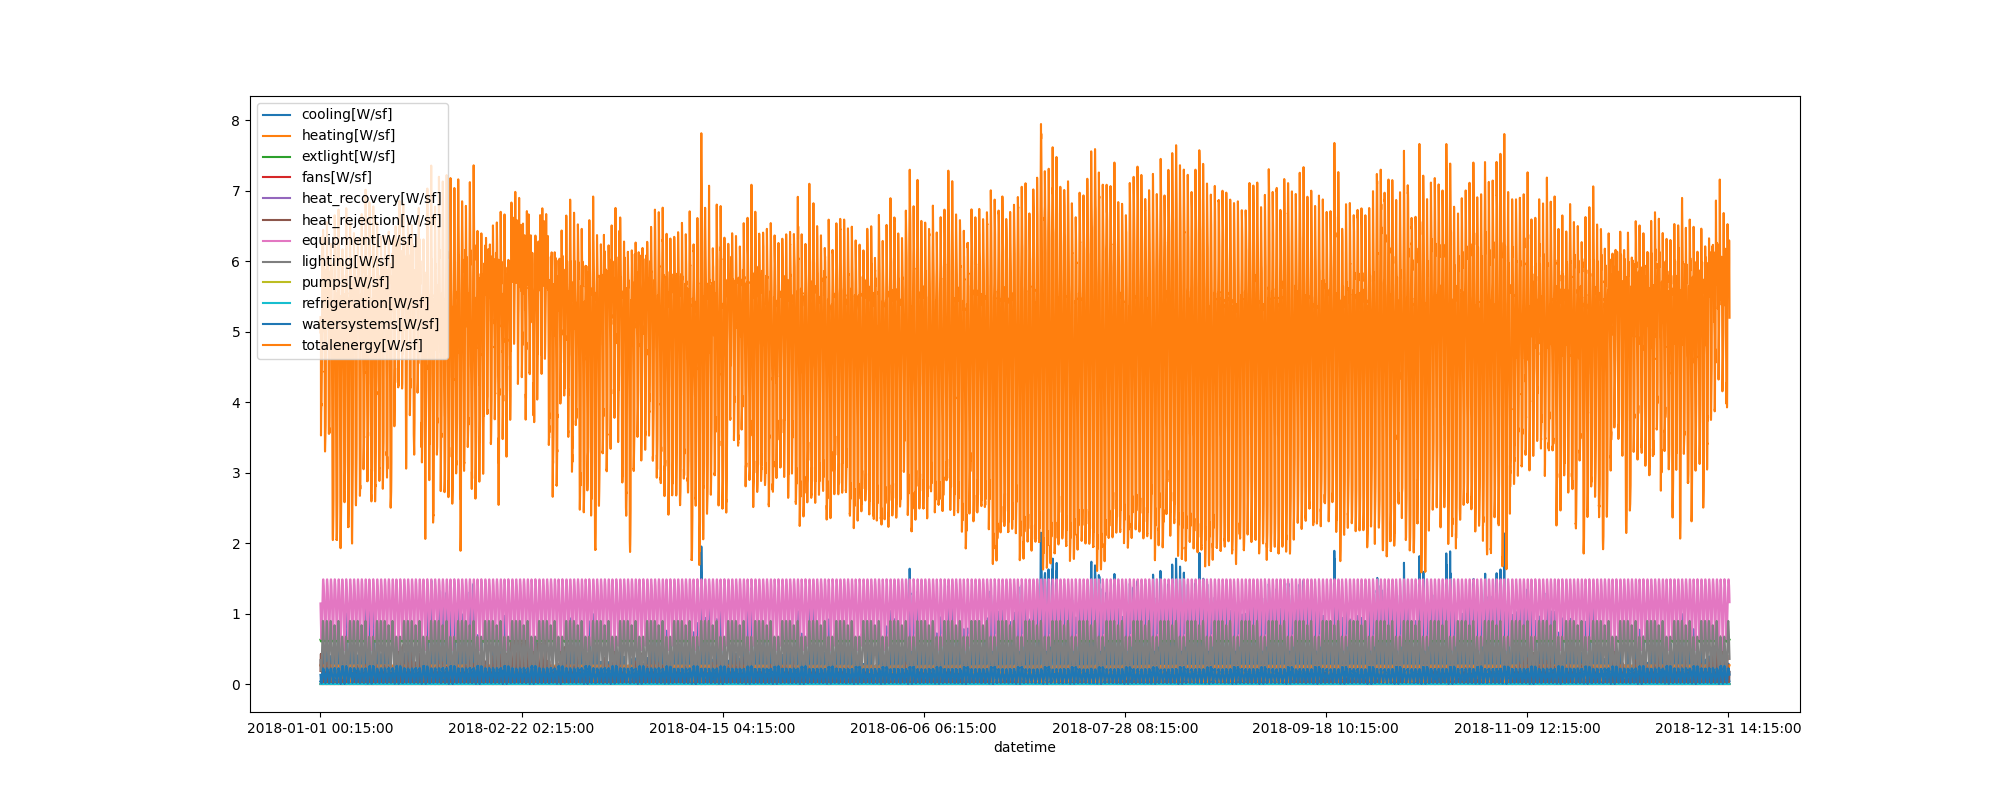 cooling[W/sf]
heating[W/sf]
extlight[W/sf]
fans[W/sf]
heat_recovery[W/sf]
heat_rejection[W/sf]
equipment[W/sf]
lighting[W/sf]
pumps[W/sf]
refrigeration[W/sf]
watersystems[W/sf]
totalenergy[W/sf]
8
7
6
5
4
3
2
1
0
2018-01-01 00:15:00 2018-02-22 02:15:00 2018-04-15 04:15:00 2018-06-06 06:15:00 2018-07-28 08:15:00 2018-09-18 10:15:00 2018-11-09 12:15:00 2018-12-31 14:15:00
datetime